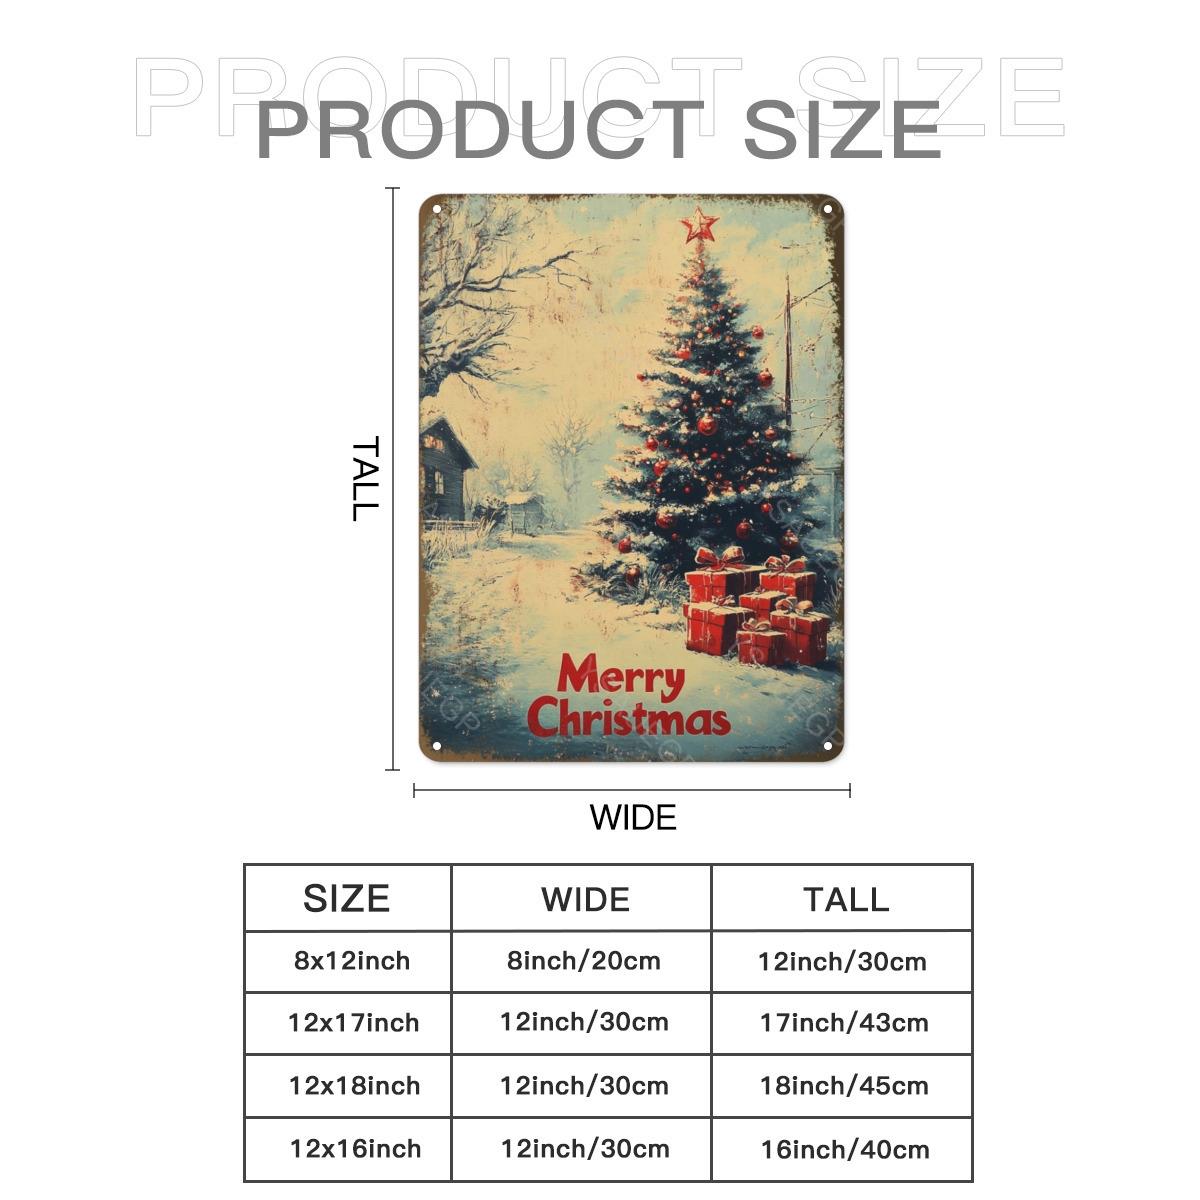 PRODUCT SIZE
PRODUCT SIZE
TALL
Merry
Christmas
WIDE
SIZE WIDE TALL
8x12inch 8inch/20cm 12inch/30cm
12x17inch 12inch/30cm 17inch/43cm
12x18inch 12inch/30cm 18inch/45cm
12x16inch 12inch/30cm 16inch/40cm